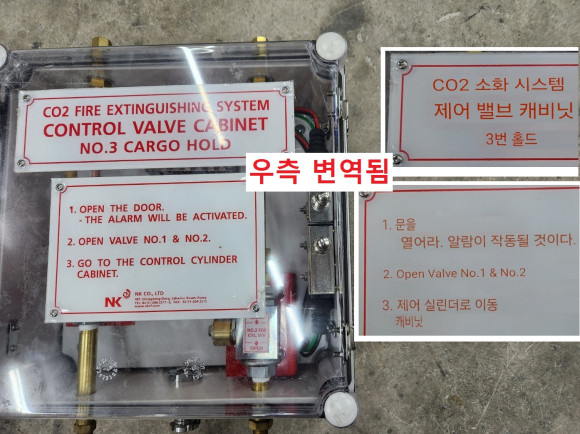 CO2 FIRE EXTINGUISHING SYSTEM
CONTROL VALVE CABINET
NO.3 CARGO HOLD
우측 변역됨
1. OPEN THE DOOR.
- THE ALARM WILL BE ACTIVATED.
2. OPEN VALVE NO.1 & NO.2.
3. GO TO THE CONTROL CYLINDER
CABINET.
NK NK CO., LTD
OPEN
CO2 소화 시스템
제어 밸브 캐비닛
3번 홀드
1. 문을
열어라. 알람이 작동될 것이다.
2. Open Valve No.1 & No.2
3. 제어 실린더로 이동
캐비닛